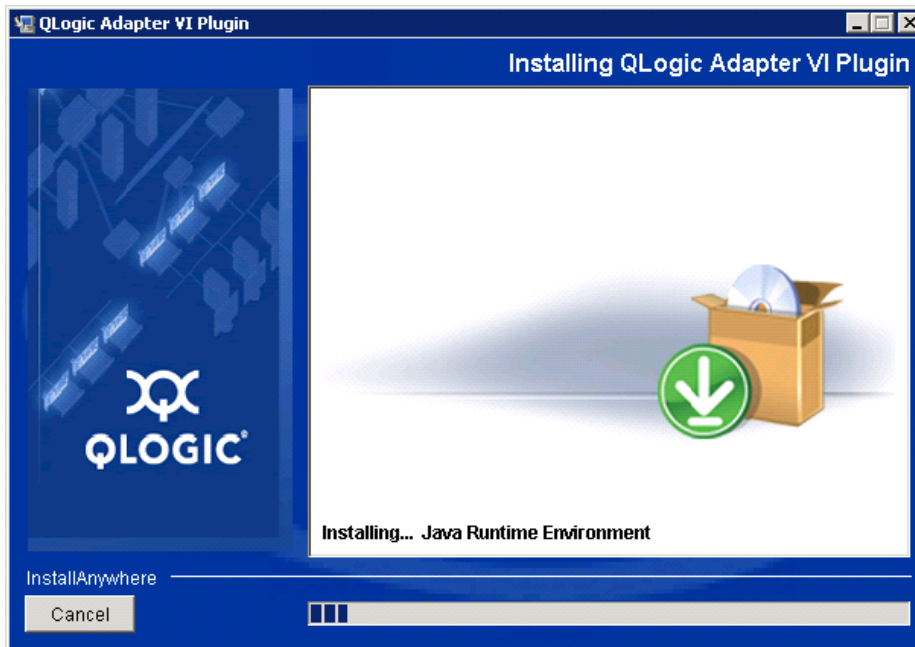 QLogic Adapter VI Plugin
Installing QLogic Adapter VI Plugin
QLOGIC®
Installing... Java Runtime Environment
InstallAnywhere
Cancel